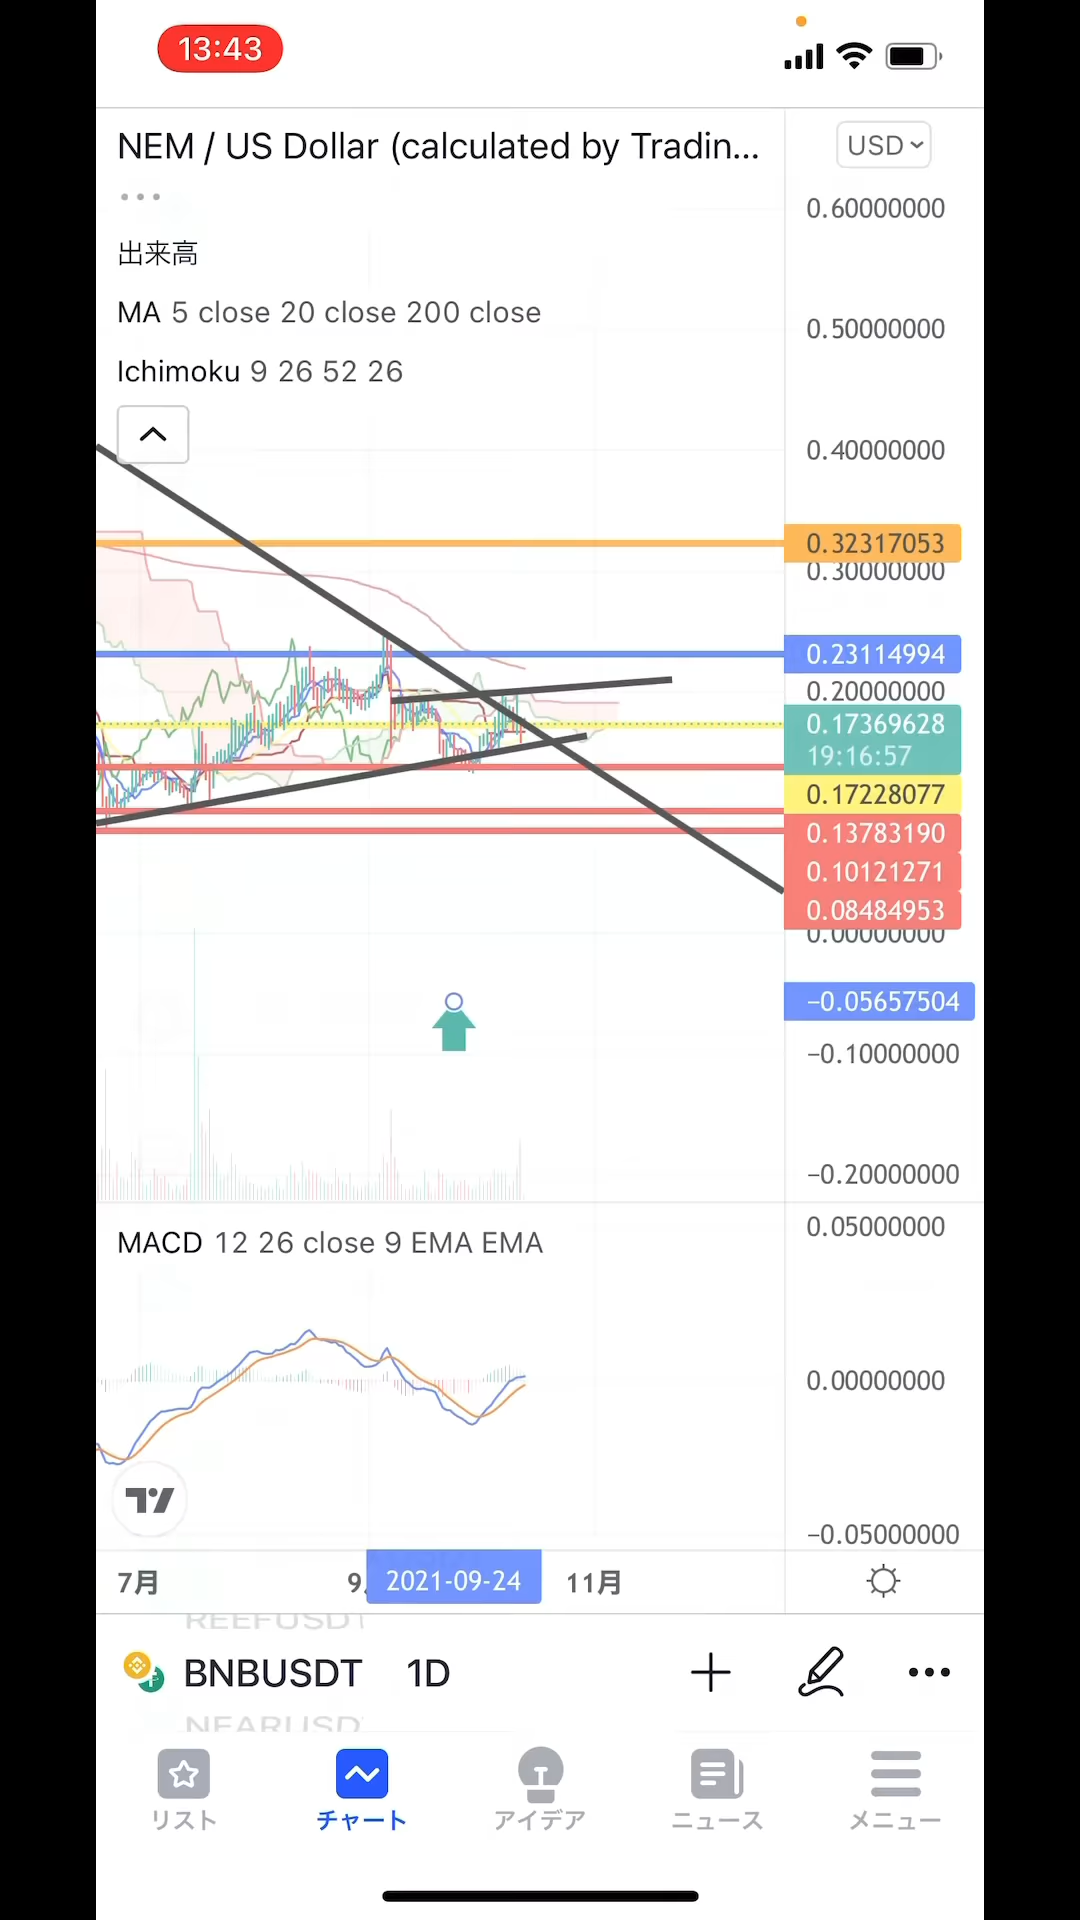 13:43
NEM / US Dollar (calculated by Tradin...
USD
出来高
MA 5 close 20 close 200 close
Ichimoku 9 26 52 26
0.60000000
0.50000000
0.40000000
0.32317053
0.30000000
0.23114994
0.20000000
0.17369628
19:16:57
0.17228077
0.13783190
0.10121271
0.08484953
0.00000000
−0.05657504
−0.10000000
−0.20000000
0.05000000
MACD 12 26 close 9 EMA EMA
0.00000000
−0.05000000
7月
9
2021-09-24
11月
REEFUSDT
BNBUSDT 1D
NEARUSD
リスト
チャート
アイデア
ニュース
メニュー